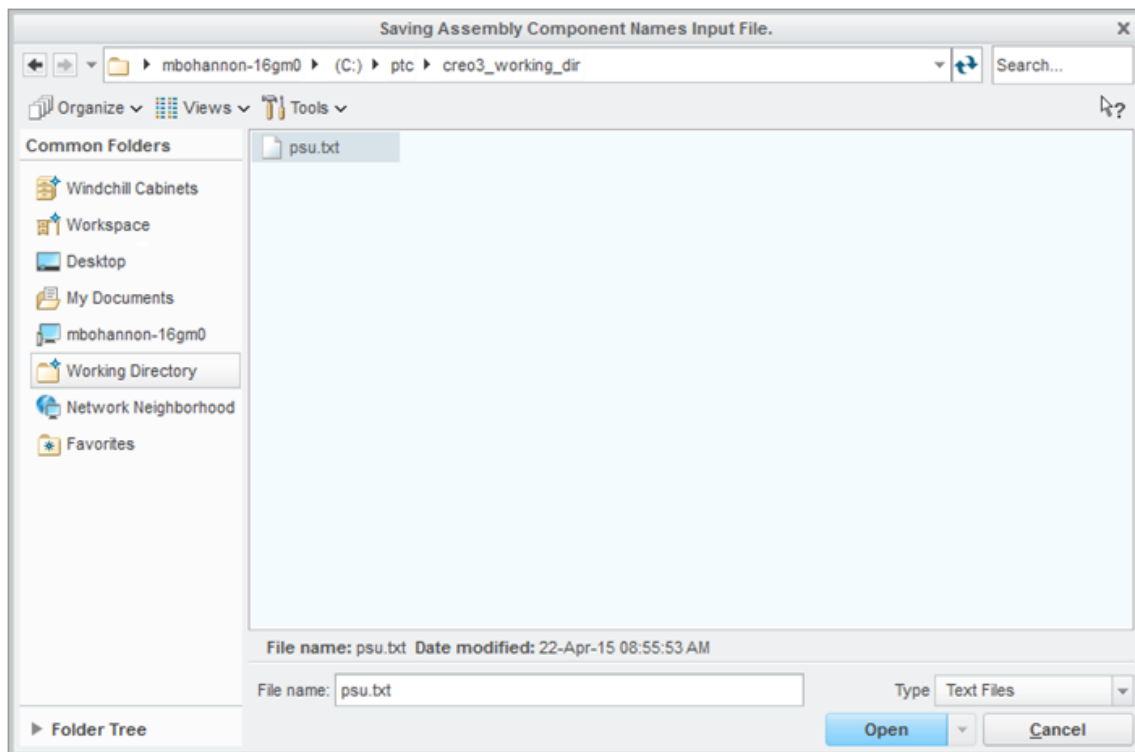 Saving Assembly Component Names Input File.
mbohannon-16gm0 (C:) ptc creo3_working_dir Search...
Organize Views Tools ?
Common Folders
psu.txt
Windchill Cabinets
Workspace
Desktop
My Documents
mbohannon-16gm0
Working Directory
Network Neighborhood
Favorites
File name: psu.txt Date modified: 22-Apr-15 08:55:53 AM
File name: psu.txt Type Text Files
Folder Tree Open Cancel